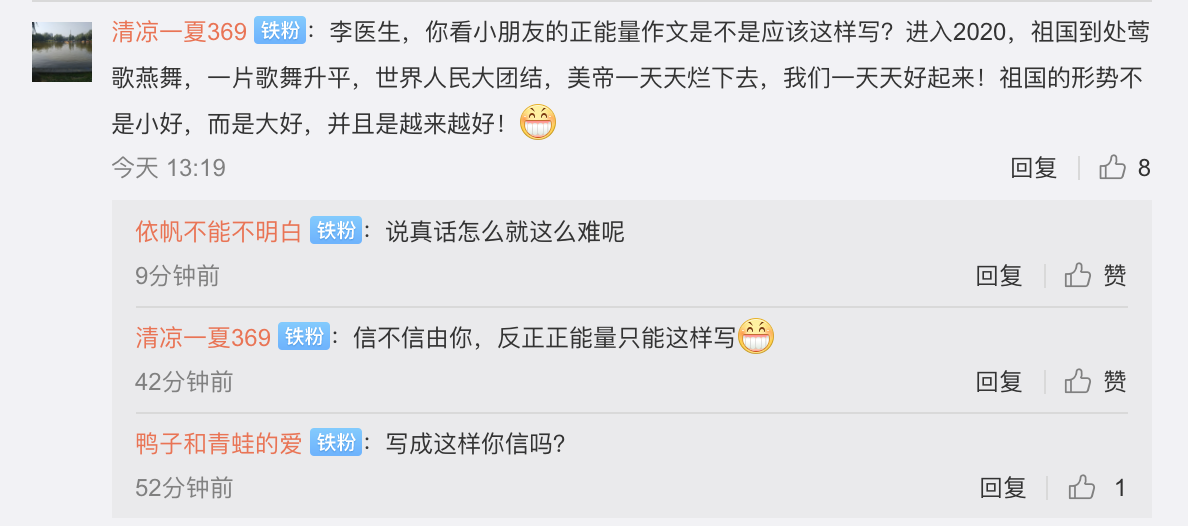 清凉一夏369 铁粉：李医生，你看小朋友的正能量作文是不是应该这样写？进入2020，祖国到处莺
歌燕舞，一片歌舞升平，世界人民大团结，美帝一天天烂下去，我们一天天好起来！祖国的形势不
是小好，而是大好，并且是越来越好！
今天 13:19 回复 8
依帆不能不明白 铁粉：说真话怎么就这么难呢
9分钟前 回复 赞
清凉一夏369 铁粉：信不信由你，反正正能量只能这样写
42分钟前 回复 赞
鸭子和青蛙的爱 铁粉：写成这样你信吗?
52分钟前 回复 1